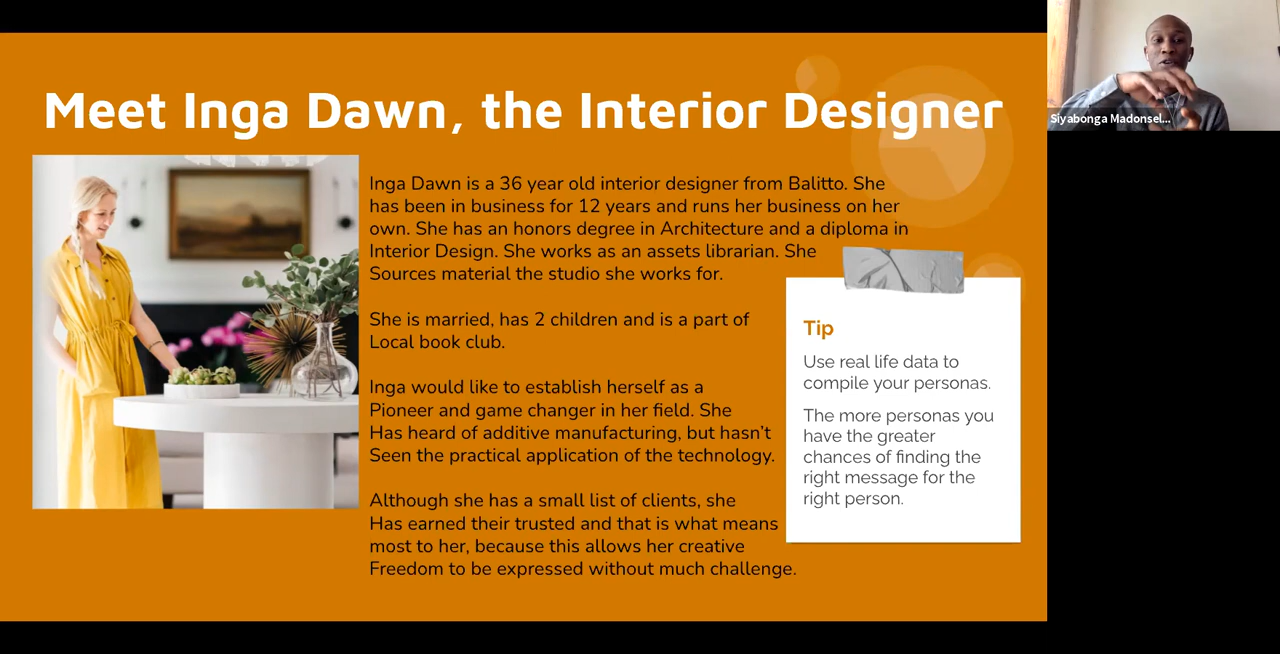 Meet Inga Dawn, the Interior Designer
Inga Dawn is a 36 year old interior designer from Balitto. She
has been in business for 12 years and runs her business on her
own. She has an honors degree in Architecture and a diploma in
Interior Design. She works as an assets librarian. She
Sources material the studio she works for.
She is married, has 2 children and is a part of
Local book club.
Inga would like to establish herself as a
Pioneer and game changer in her field. She
Has heard of additive manufacturing, but hasn't
Seen the practical application of the technology.
Although she has a small list of clients, she
Has earned their trusted and that is what means
most to her, because this allows her creative
Freedom to be expressed without much challenge.
Tip
Use real life data to
compile your personas.
The more personas you
have the greater
chances of finding the
right message for the
right person.
Siyabonga Madonsel...